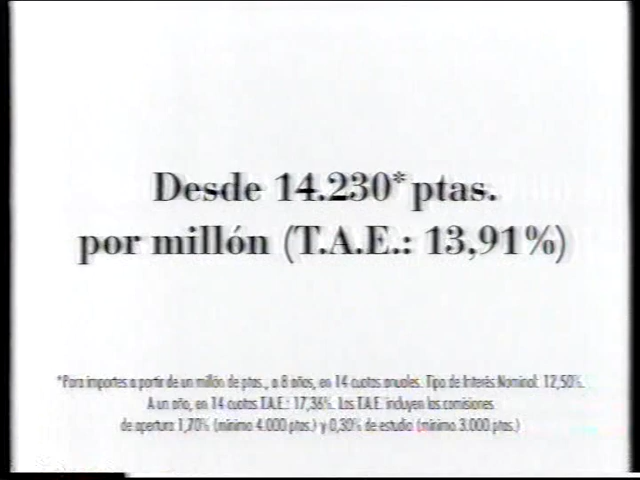 Desde 14.230* ptas.
por millón (T.A.E.: 13,91%)
*Para importes a partir de un millón de ptas., a 8 años, en 14 cuotas anuales. Tipo de Interés Nominal: 12,50%.
A un año, en 14 cuotas T.A.E.: 17,36%. Las T.A.E. incluyen las comisiones
de apertura 1,70% (mínimo 4.000 ptas.) y 0,30% de estudio (mínimo 3.000 ptas.)